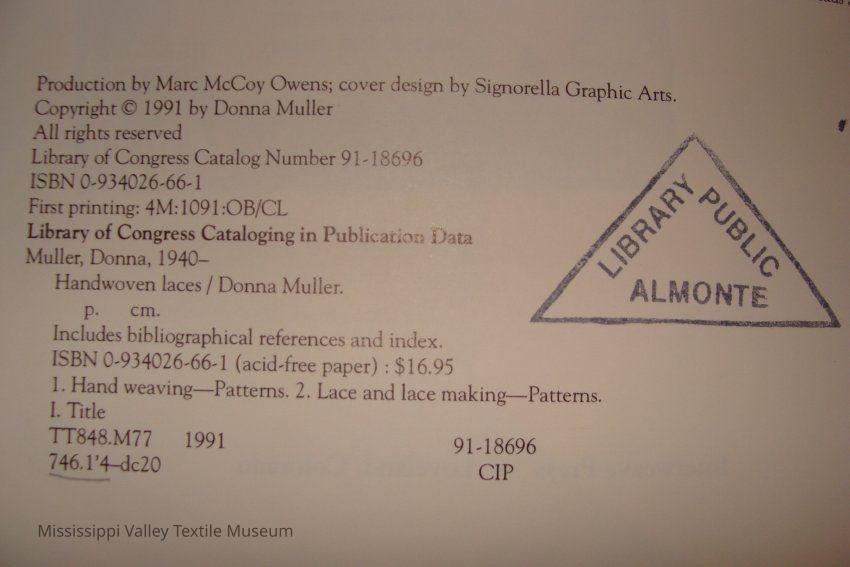 Production by Marc McCoy Owens; cover design by Signorella Graphic Arts.
Copyright © 1991 by Donna Muller
All rights reserved
Library of Congress Catalog Number 91-18696
ISBN 0-934026-66-1
First printing: 4M:1091:OB/CL
Library of Congress Cataloging in Publication Data
Muller, Donna, 1940–
Handwoven laces / Donna Muller.
p. cm.
Includes bibliographical references and index.
ISBN 0-934026-66-1 (acid-free paper) : $16.95
1. Hand weaving—Patterns. 2. Lace and lace making—Patterns.
I. Title
TT848.M77 1991 91-18696
746.1'4–dc20 CIP
LIBRARY PUBLIC
ALMONTE
Mississippi Valley Textile Museum